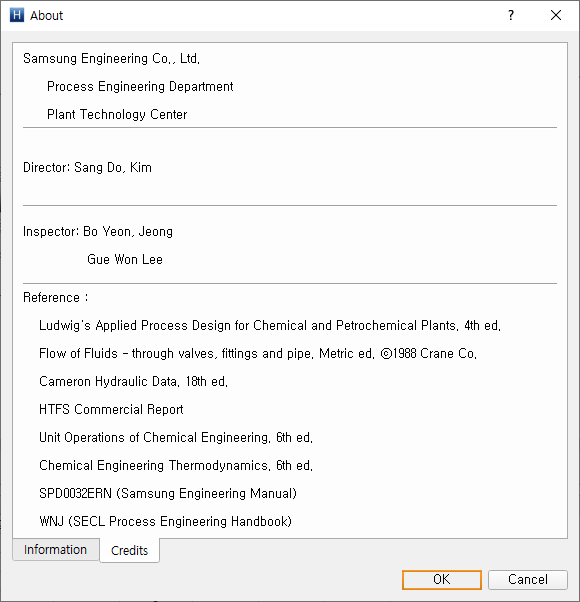 H About ?
Samsung Engineering Co., Ltd.
Process Engineering Department
Plant Technology Center
Director: Sang Do, Kim
Inspector: Bo Yeon, Jeong
Gue Won Lee
Reference :
Ludwig's Applied Process Design for Chemical and Petrochemical Plants, 4th ed.
Flow of Fluids - through valves, fittings and pipe, Metric ed, ⓒ1988 Crane Co.
Cameron Hydraulic Data, 18th ed.
HTFS Commercial Report
Unit Operations of Chemical Engineering, 6th ed.
Chemical Engineering Thermodynamics, 6th ed.
SPD0032ERN (Samsung Engineering Manual)
WNJ (SECL Process Engineering Handbook)
Information Credits
OK Cancel